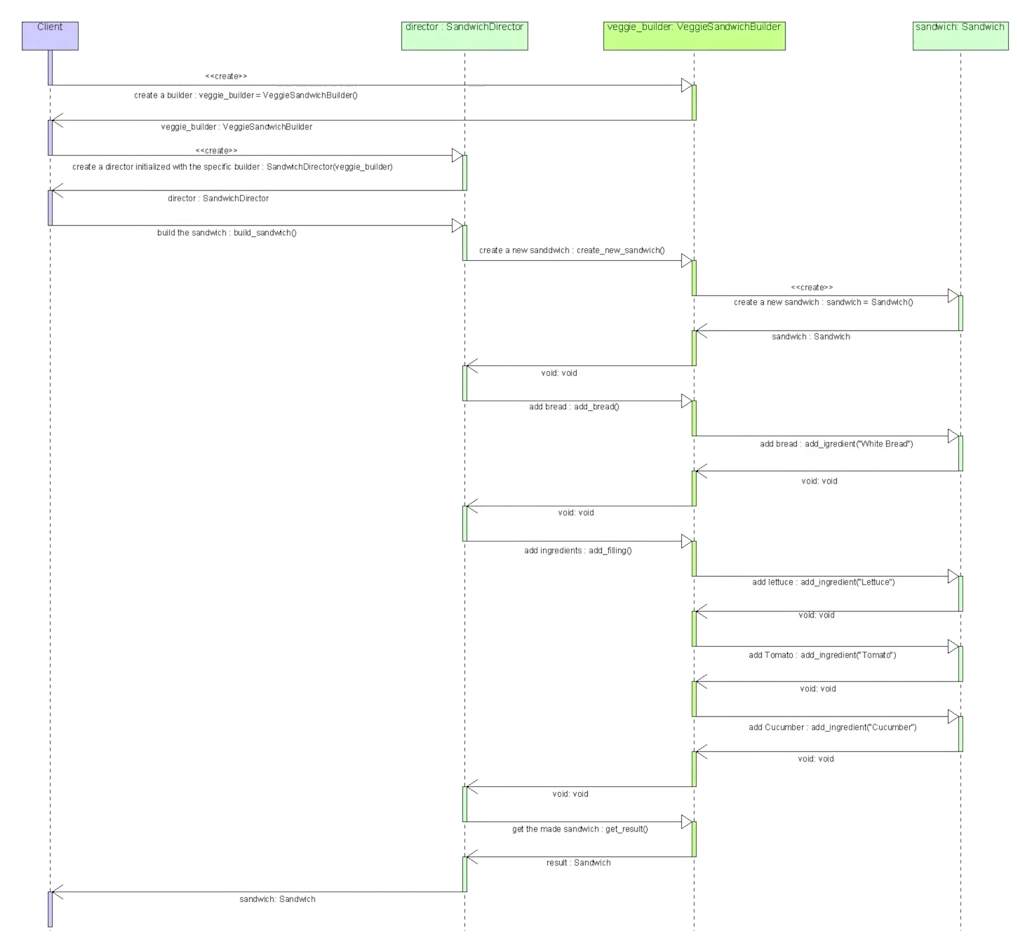 Client
director : SandwichDirector
veggie_builder: VeggieSandwichBuilder
sandwich: Sandwich
<<create>>
create a builder : veggie_builder = VeggieSandwichBuilder()
veggie_builder : VeggieSandwichBuilder
<<create>>
create a director initialized with the specific builder : SandwichDirector(veggie_builder)
director : SandwichDirector
build the sandwich : build_sandwich()
create a new sanddwich : create_new_sandwich()
<<create>>
create a new sandwich : sandwich = Sandwich()
sandwich : Sandwich
void: void
add bread : add_bread()
add bread : add_igredient("White Bread")
void: void
void: void
add ingredients : add_filling()
add lettuce : add_ingredient("Lettuce")
void: void
add Tomato : add_ingredient("Tomato")
void: void
add Cucumber : add_ingredient("Cucumber")
void: void
void: void
get the made sandwich : get_result()
result : Sandwich
sandwich: Sandwich